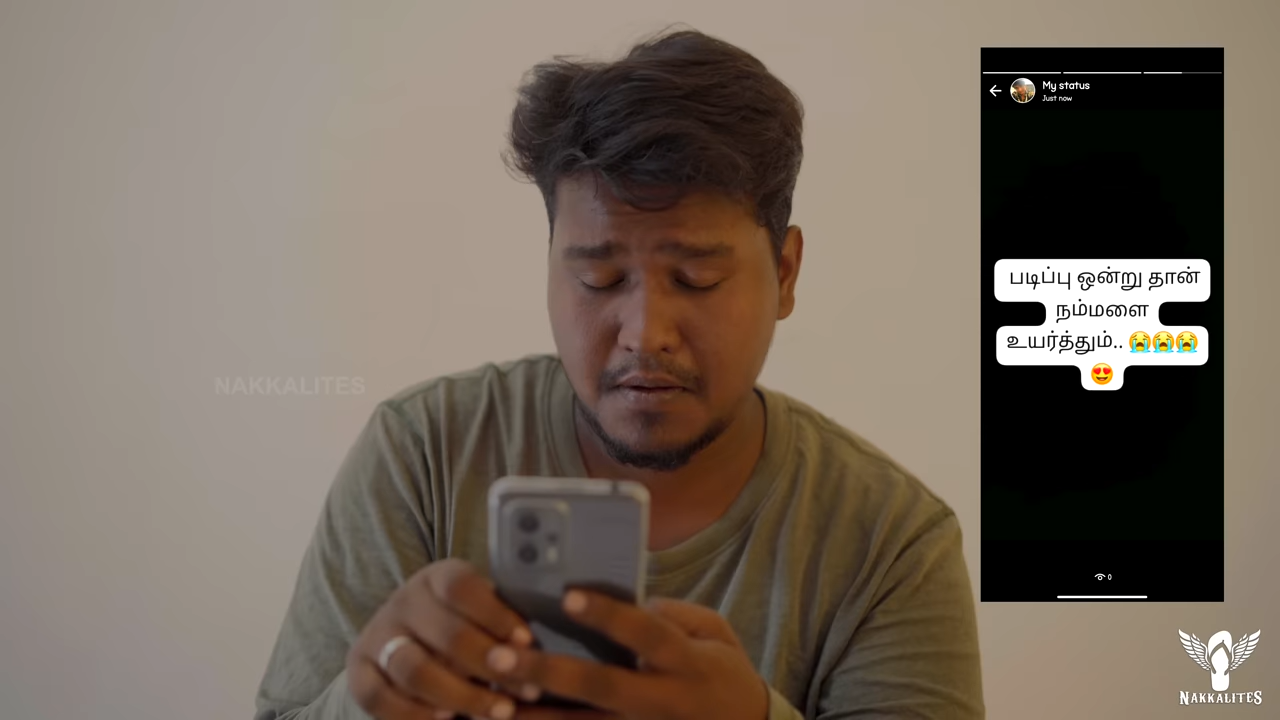 My status
Just now
படிப்பு ஒன்று தான்
நம்மளை
உயர்த்தும்.. 😭😭😭
😍
0
NAKKALITES
NAKKALITES